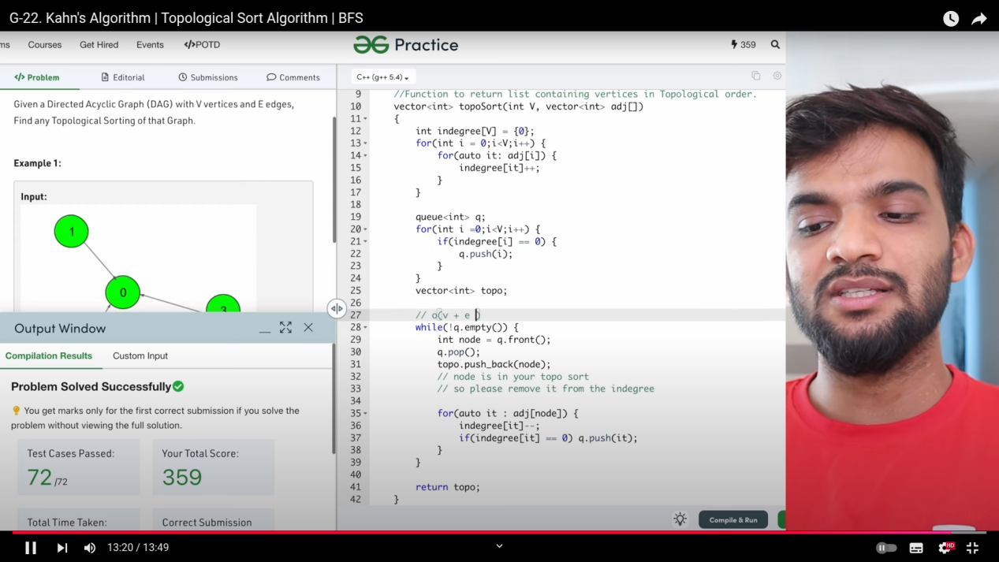 G-22. Kahn's Algorithm | Topological Sort Algorithm | BFS
ms Courses Get Hired Events </>POTD
Practice
359
</> Problem Editorial Submissions Comments
C++ (g++ 5.4)
Given a Directed Acyclic Graph (DAG) with V vertices and E edges,
Find any Topological Sorting of that Graph.
Example 1:
Input:
1
0
3
Output Window
Compilation Results Custom Input
Problem Solved Successfully
You get marks only for the first correct submission if you solve the
problem without viewing the full solution.
Test Cases Passed:
72 /72
Your Total Score:
359
Total Time Taken:
Correct Submission
9 //Function to return list containing vertices in Topological order.
10 vector<int> topoSort(int V, vector<int> adj[])
11 {
12 int indegree[V] = {0};
13 for(int i = 0;i<V;i++) {
14 for(auto it: adj[i]) {
15 indegree[it]++;
16 }
17 }
18
19 queue<int> q;
20 for(int i =0;i<V;i++) {
21 if(indegree[i] == 0) {
22 q.push(i);
23 }
24 }
25 vector<int> topo;
26
27 // o(v + e )
28 while(!q.empty()) {
29 int node = q.front();
30 q.pop();
31 topo.push_back(node);
32 // node is in your topo sort
33 // so please remove it from the indegree
34
35 for(auto it : adj[node]) {
36 indegree[it]--;
37 if(indegree[it] == 0) q.push(it);
38 }
39 }
40
41 return topo;
42 }
Compile & Run
13:20 / 13:49
HD